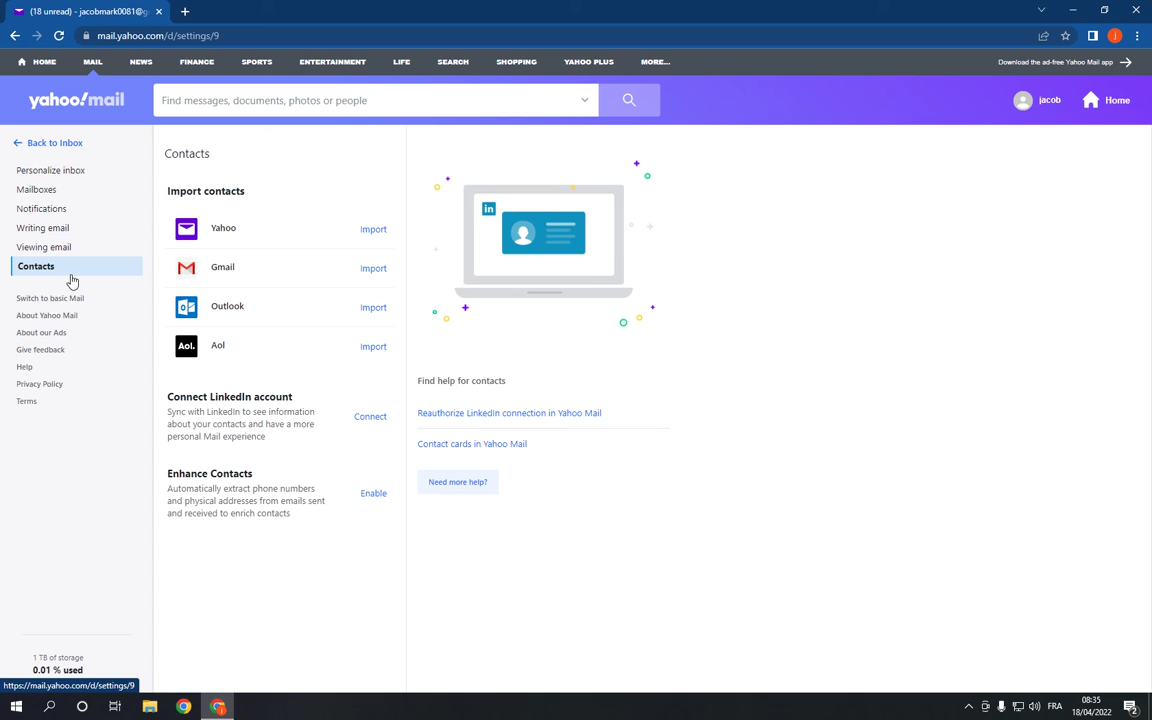 (18 unread) - jacobmark0081@g
mail.yahoo.com/d/settings/9
HOME MAIL NEWS FINANCE SPORTS ENTERTAINMENT LIFE SEARCH SHOPPING YAHOO PLUS MORE... Download the ad-free Yahoo Mail app
yahoo!mail
Find messages, documents, photos or people
jacob
Home
Back to Inbox
Personalize inbox
Mailboxes
Notifications
Writing email
Viewing email
Contacts
Switch to basic Mail
About Yahoo Mail
About our Ads
Give feedback
Help
Privacy Policy
Terms
1 TB of storage
0.01 % used
https://mail.yahoo.com/d/settings/9
Contacts
Import contacts
Yahoo Import
Gmail Import
Outlook Import
Aol. Aol Import
Connect LinkedIn account
Sync with LinkedIn to see information
about your contacts and have a more
personal Mail experience
Connect
Enhance Contacts
Automatically extract phone numbers
and physical addresses from emails sent
and received to enrich contacts
Enable
in
Find help for contacts
Reauthorize LinkedIn connection in Yahoo Mail
Contact cards in Yahoo Mail
Need more help?
FRA
08:35
18/04/2022
2